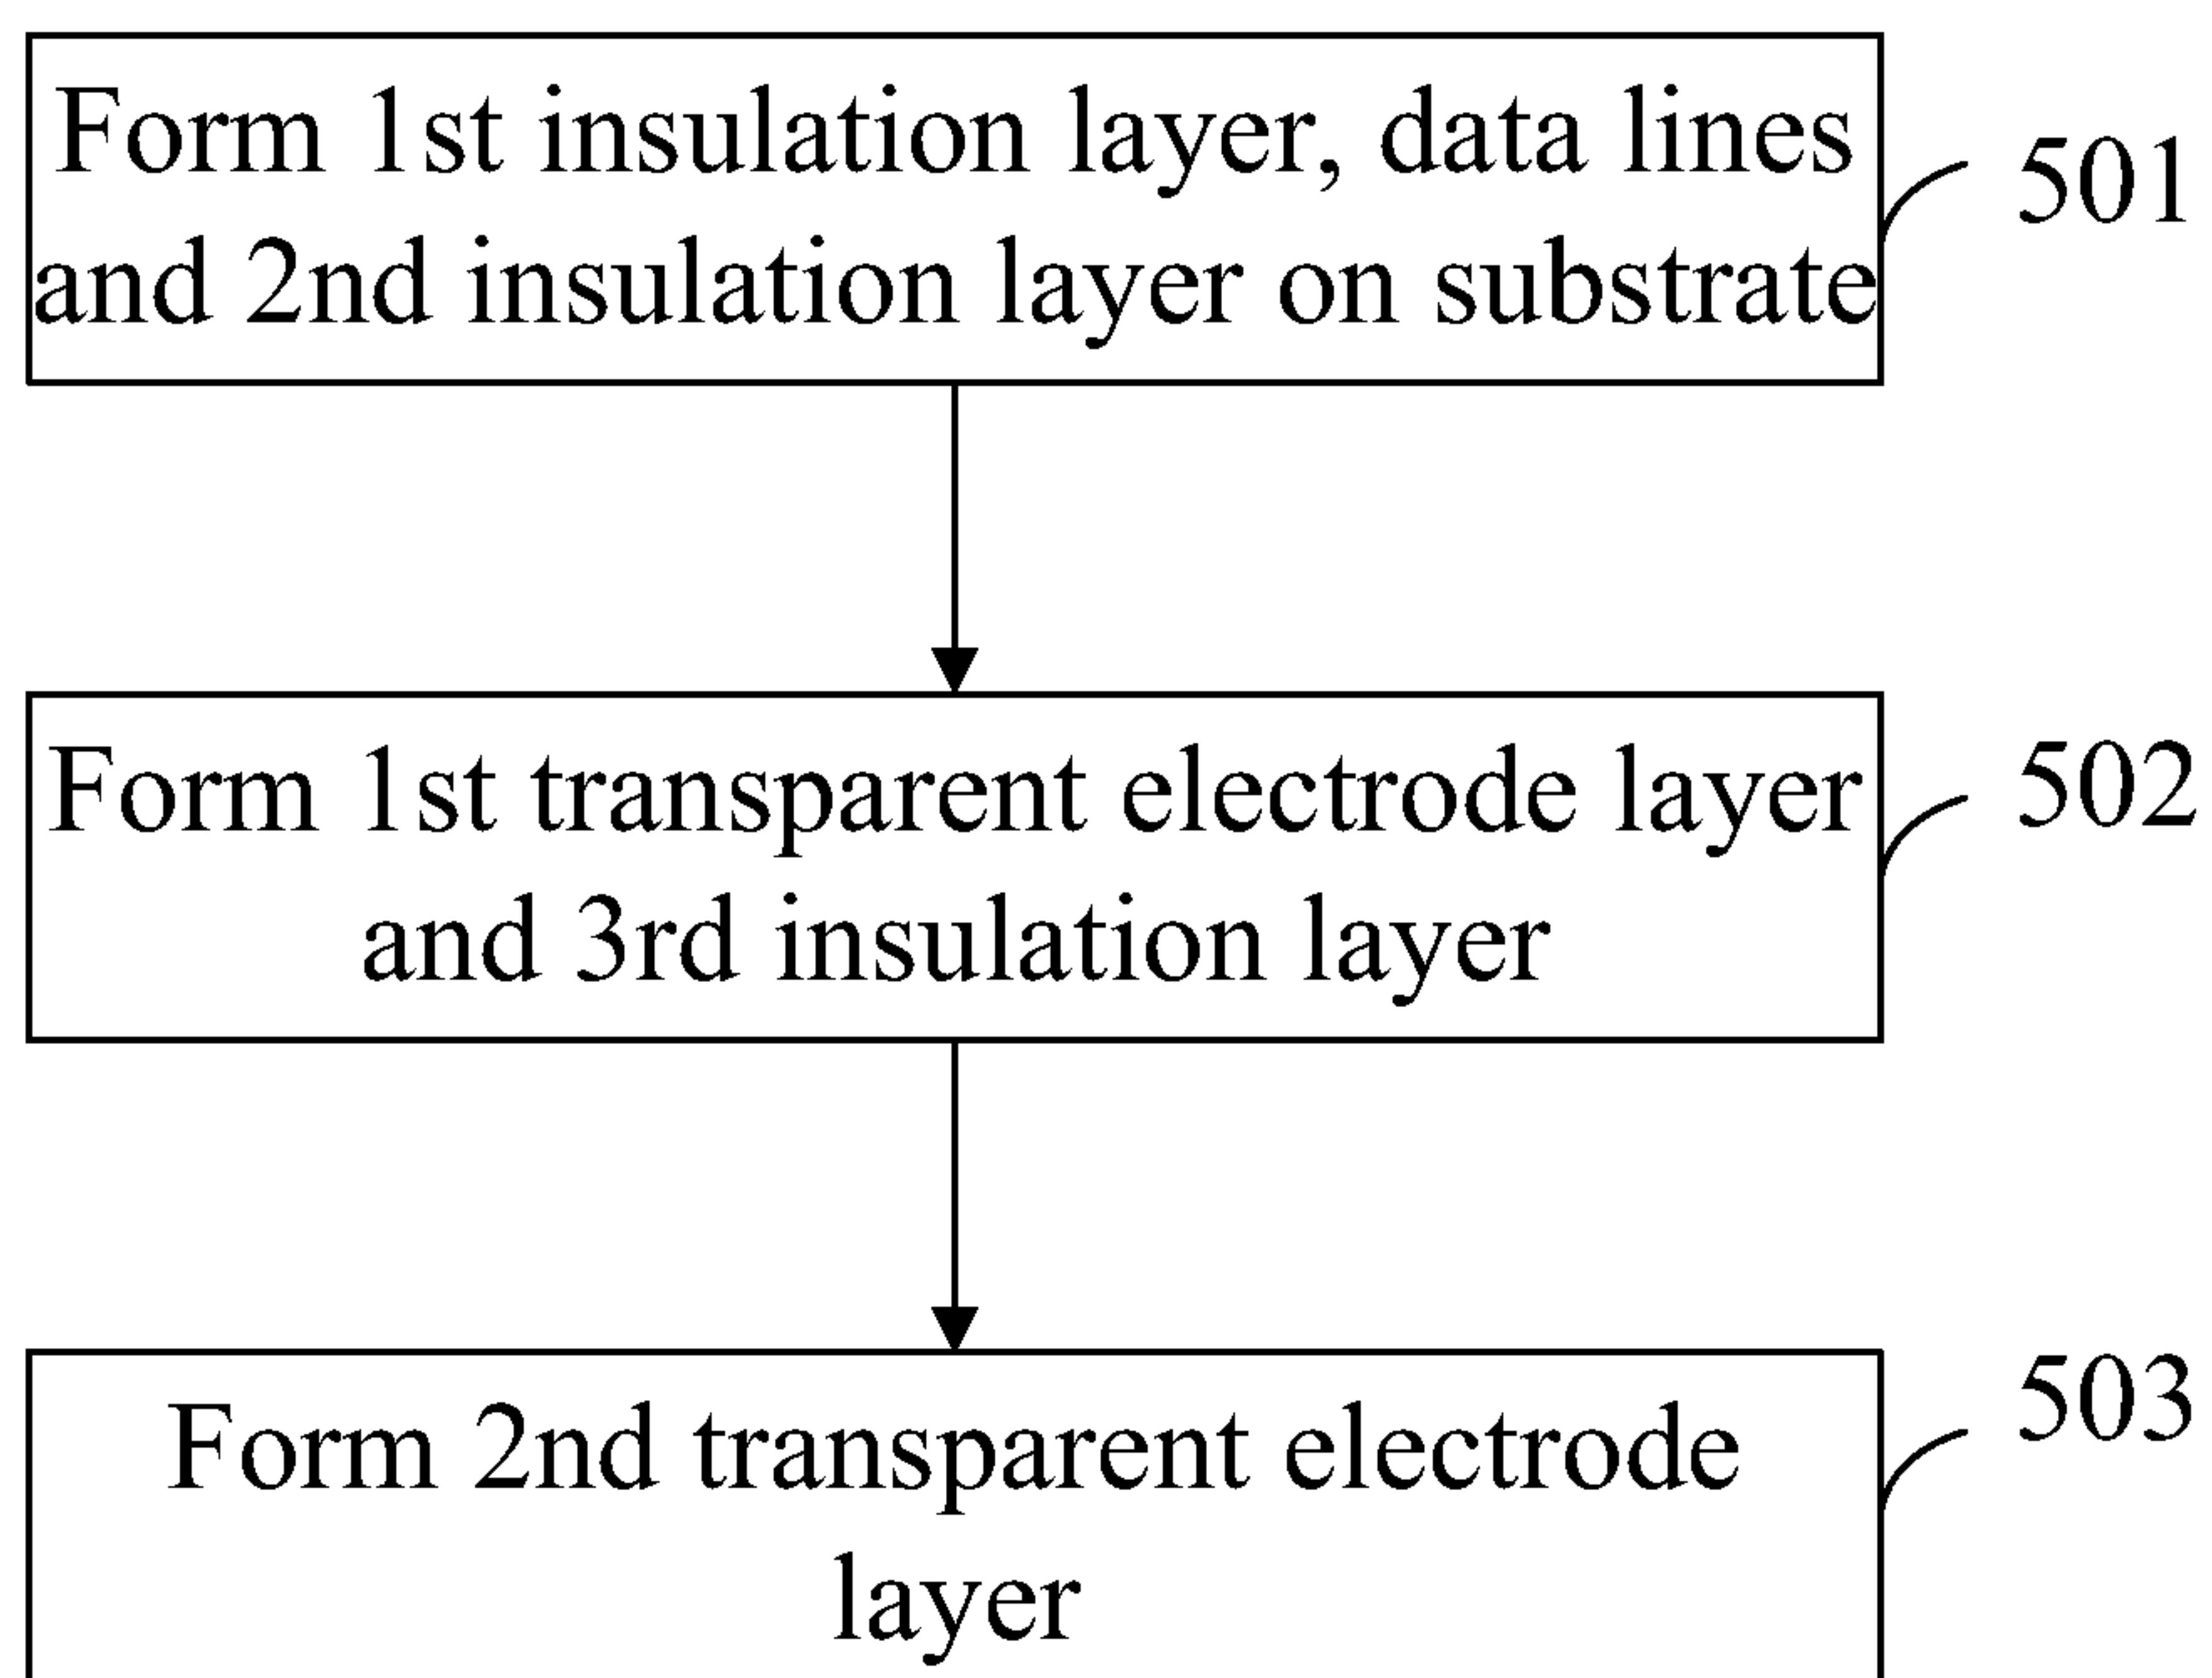 Form 1st insulation layer, data lines
and 2nd insulation layer on substrate
501
Form 1st transparent electrode layer
and 3rd insulation layer
502
Form 2nd transparent electrode
layer
503